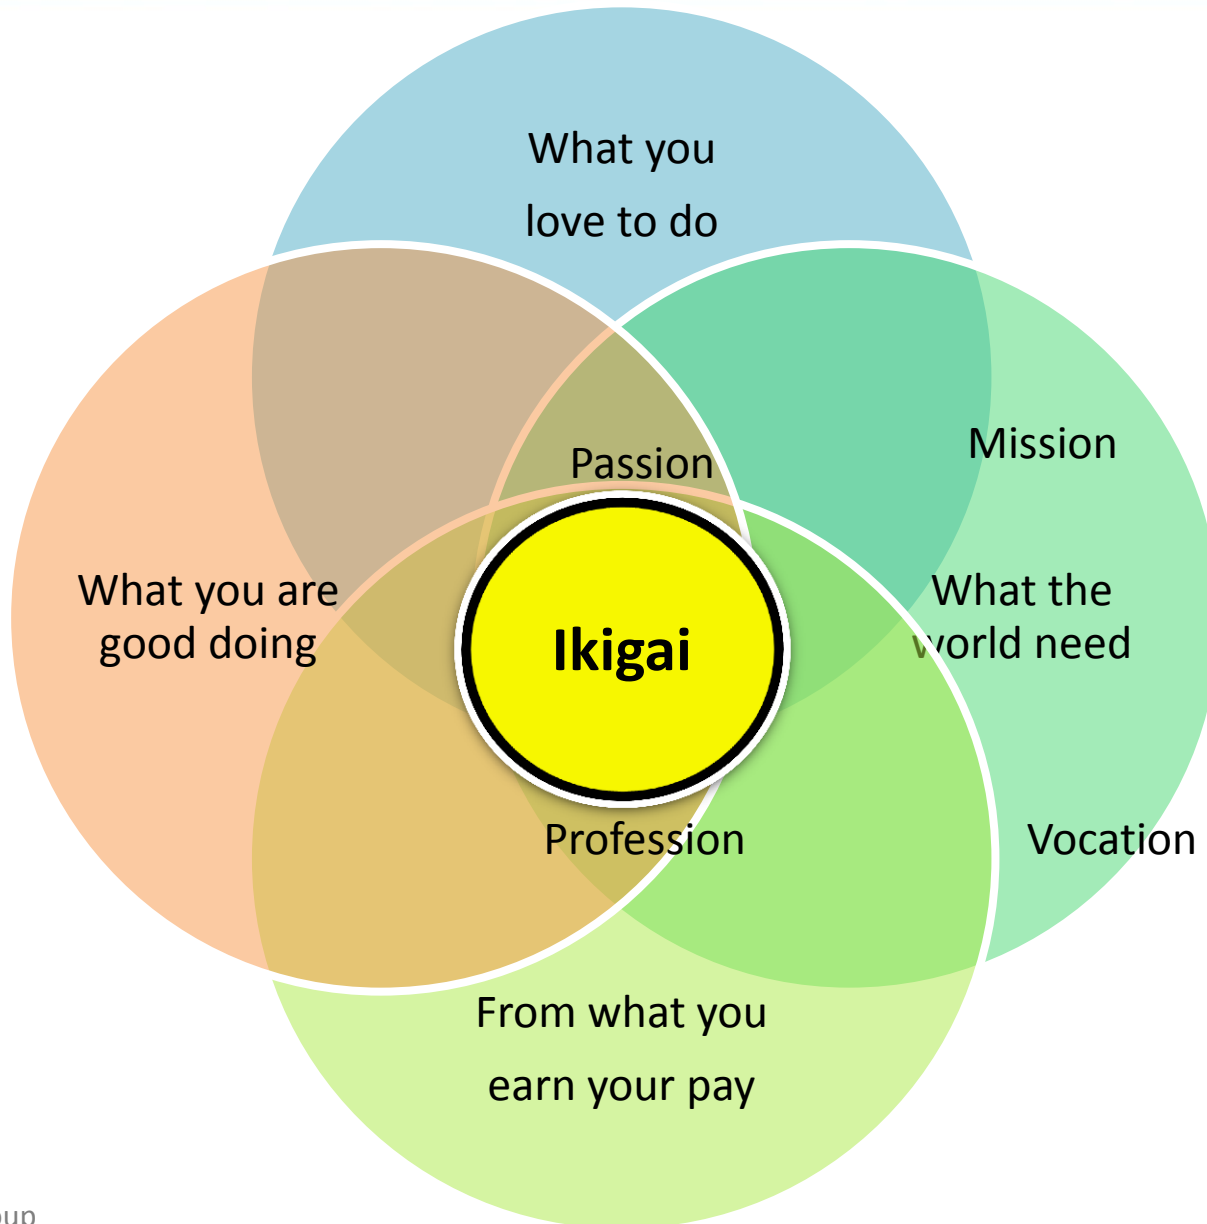 What you
love to do
Passion
Mission
What you are
good doing
Ikigai
What the
world need
Profession
Vocation
From what you
earn your pay